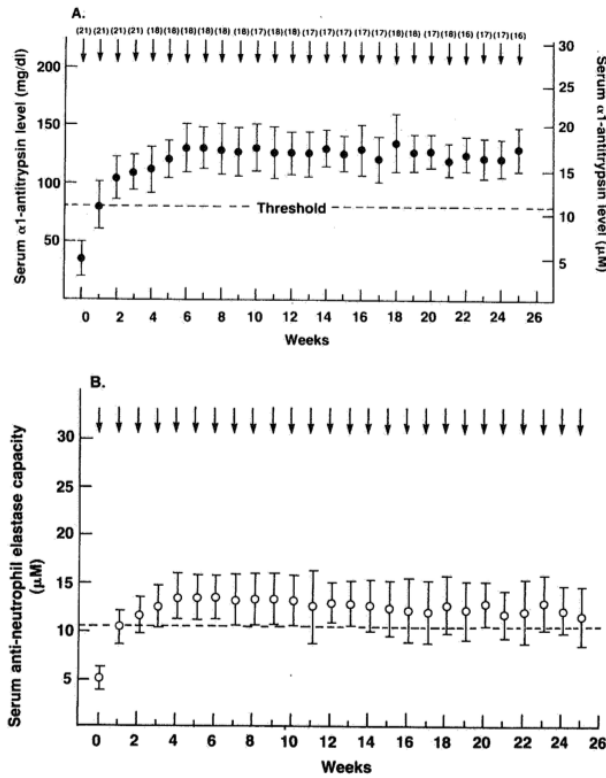 A.
(21) (21) (21) (21) (18) (18) (18) (18) (18) (18) (17) (17) (18) (17) (18) (17) (17) (18) (18) (17) (18) (18) (16) (17) (17) (16)
Serum α1-antitrypsin level (mg/dl)
200
150
100
50
Threshold
30
25
20
15
10
5
Serum α1-antitrypsin level
(μM)
0 2 4 6 8 10 12 14 16 18 20 22 24 26
Weeks
B.
Serum anti-neutrophil elastase capacity
(μM)
30
25
20
15
10
5
0 2 4 6 8 10 12 14 16 18 20 22 24 26
Weeks